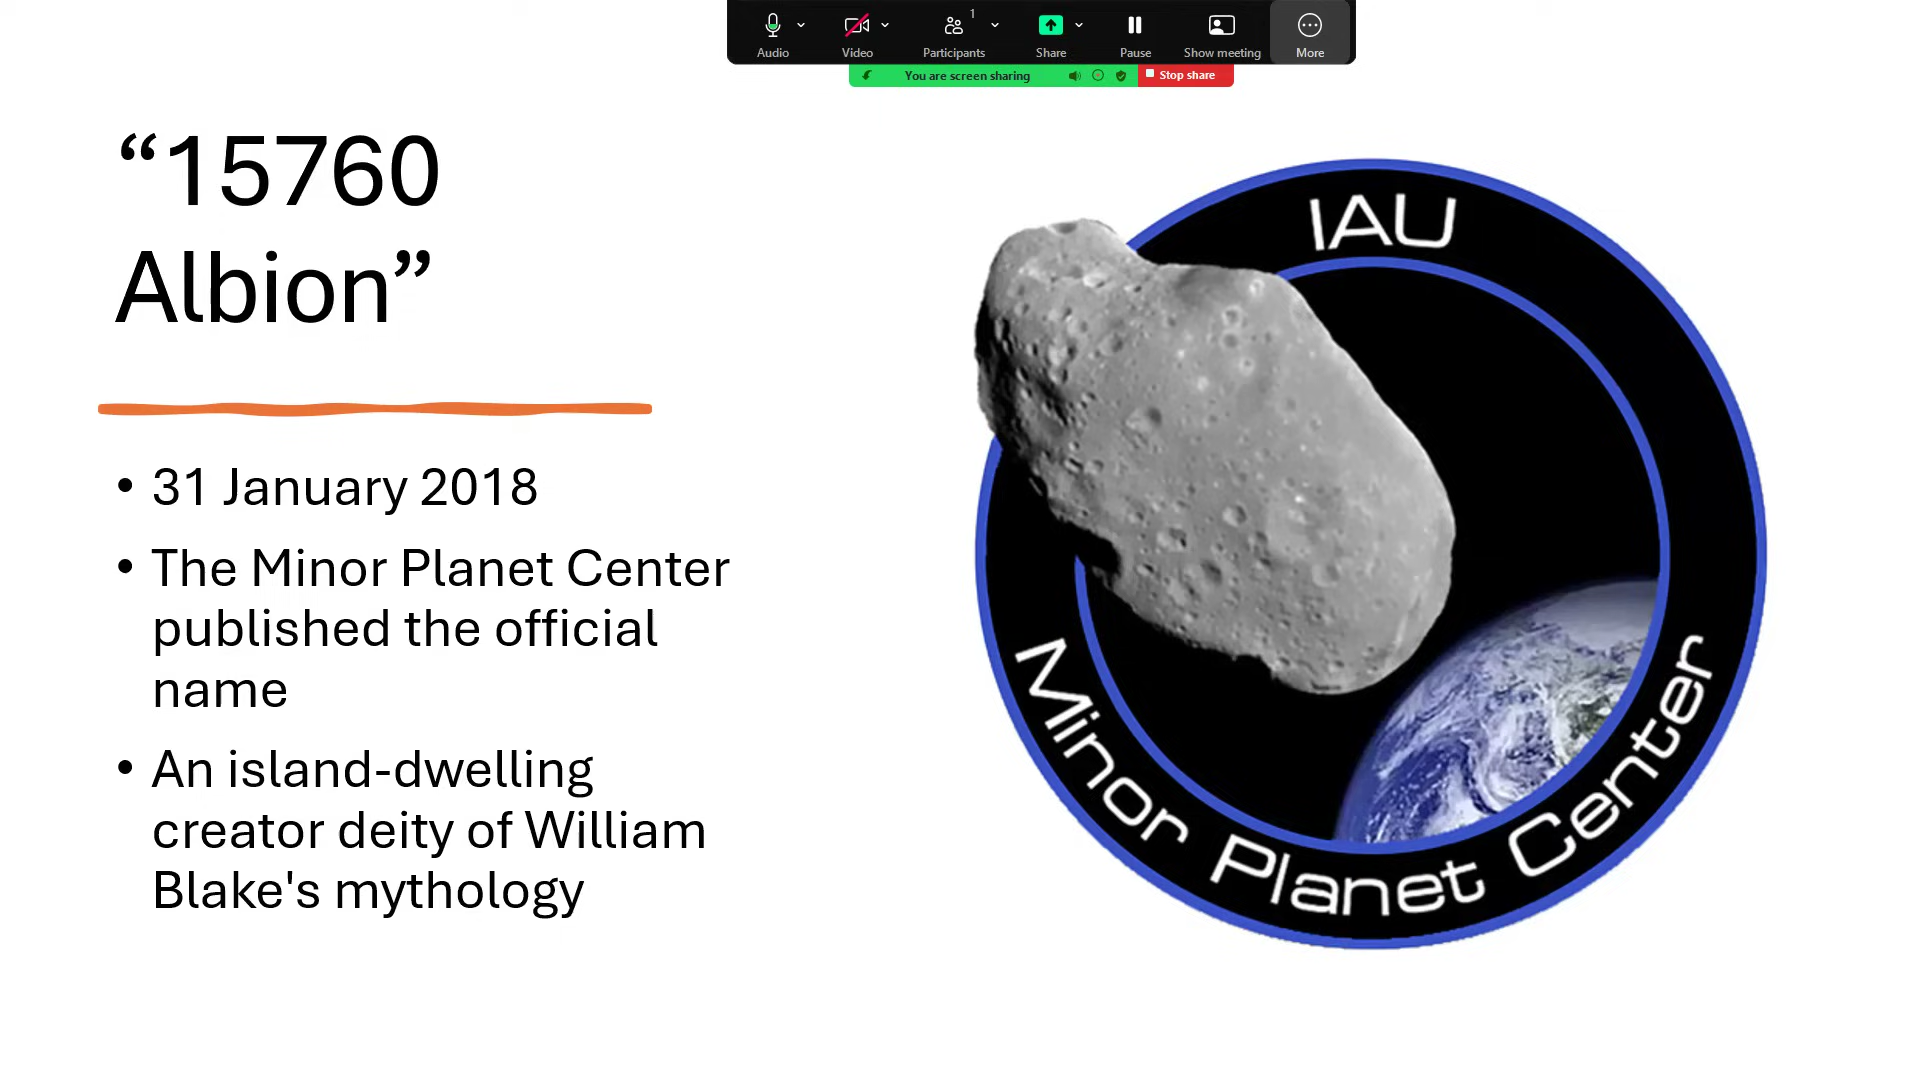 1
Audio
Video
Participants
Share
Pause
Show meeting
More
You are screen sharing
Stop share
“15760
Albion”
• 31 January 2018
• The Minor Planet Center
published the official
name
• An island-dwelling
creator deity of William
Blake's mythology
IAU
Minor Planet Center